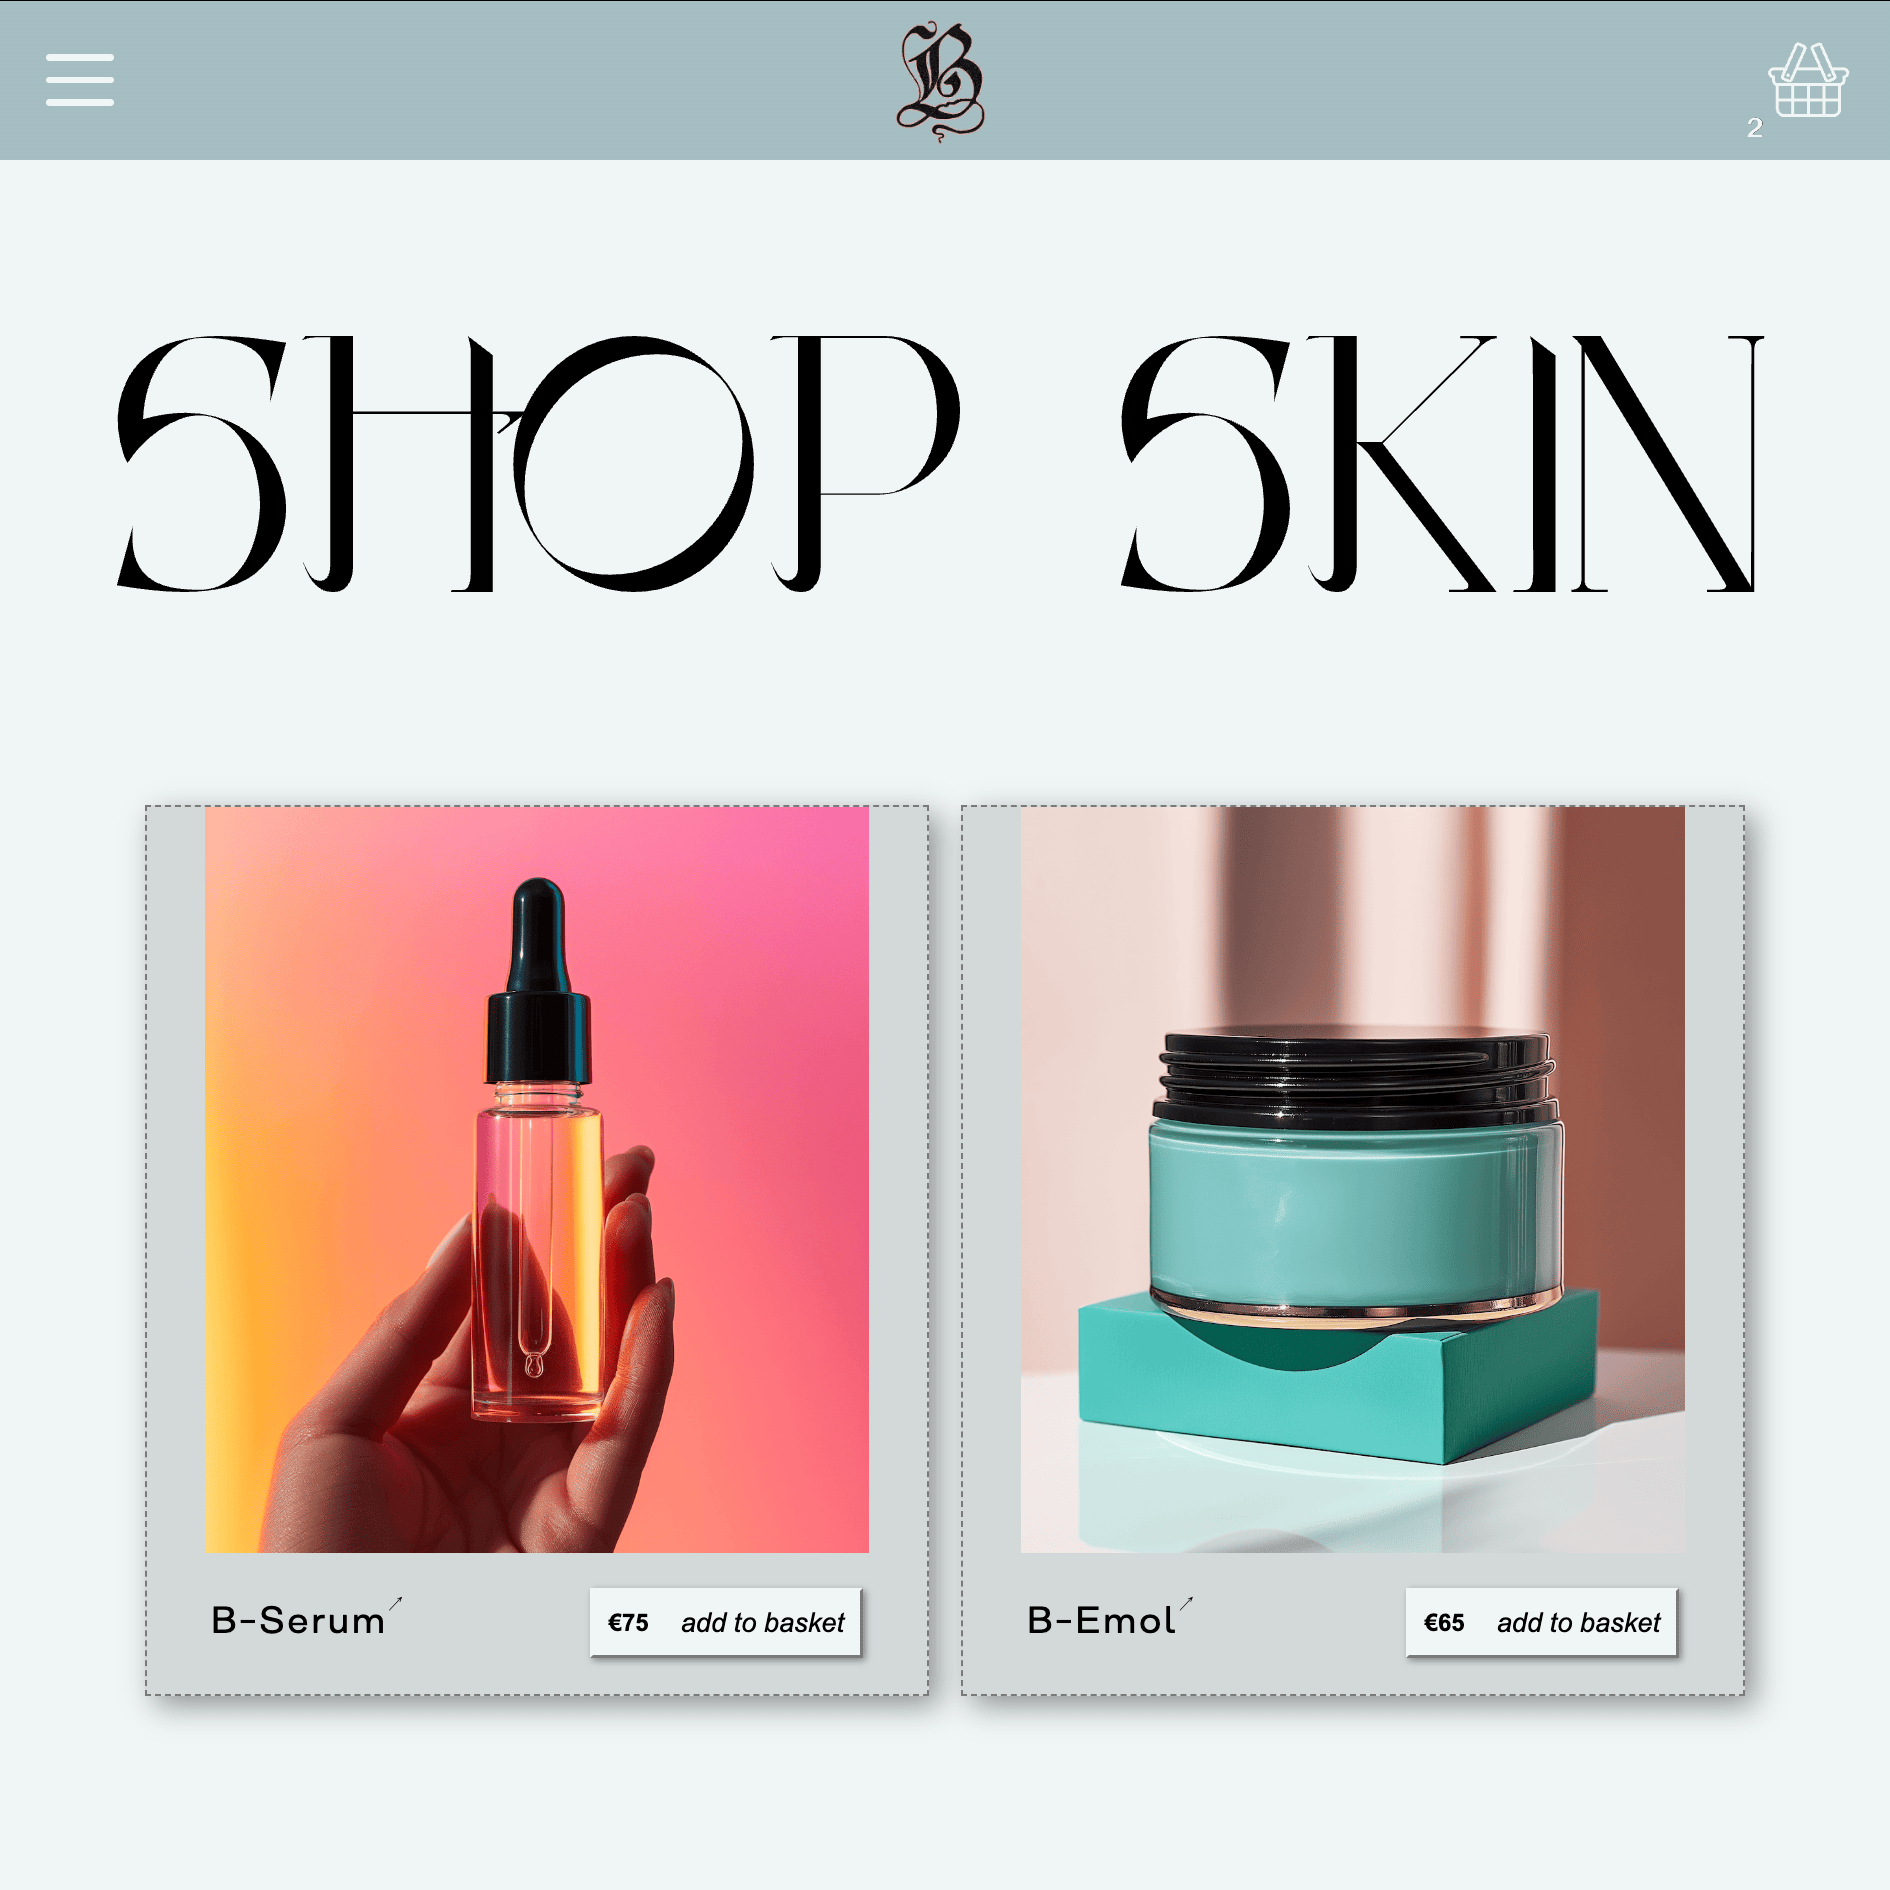 B
2
SHOP SKIN
B-Serum↗ €75 add to basket
B-Emol↗ €65 add to basket